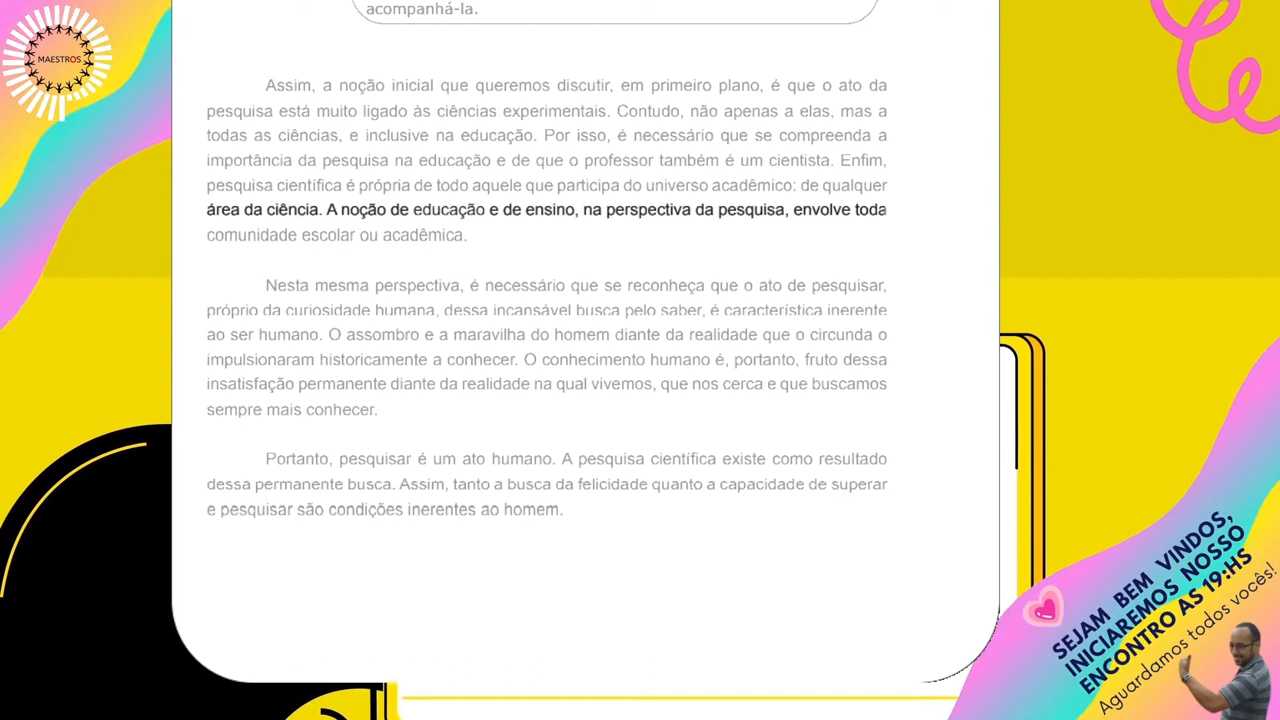 acompanhá-la.
MAESTROS
Assim, a noção inicial que queremos discutir, em primeiro plano, é que o ato da
pesquisa está muito ligado às ciências experimentais. Contudo, não apenas a elas, mas a
todas as ciências, e inclusive na educação. Por isso, é necessário que se compreenda a
importância da pesquisa na educação e de que o professor também é um cientista. Enfim,
pesquisa científica é própria de todo aquele que participa do universo acadêmico: de qualquer
área da ciência. A noção de educação e de ensino, na perspectiva da pesquisa, envolve toda
comunidade escolar ou acadêmica.
Nesta mesma perspectiva, é necessário que se reconheça que o ato de pesquisar,
próprio da curiosidade humana, dessa incansável busca pelo saber, é característica inerente
ao ser humano. O assombro e a maravilha do homem diante da realidade que o circunda o
impulsionaram historicamente a conhecer. O conhecimento humano é, portanto, fruto dessa
insatisfação permanente diante da realidade na qual vivemos, que nos cerca e que buscamos
sempre mais conhecer.
Portanto, pesquisar é um ato humano. A pesquisa científica existe como resultado
dessa permanente busca. Assim, tanto a busca da felicidade quanto a capacidade de superar
e pesquisar são condições inerentes ao homem.
SEJAM BEM VINDOS,
INICIAREMOS NOSSO
ENCONTRO AS 19:HS
Aguardamos todos vocês!